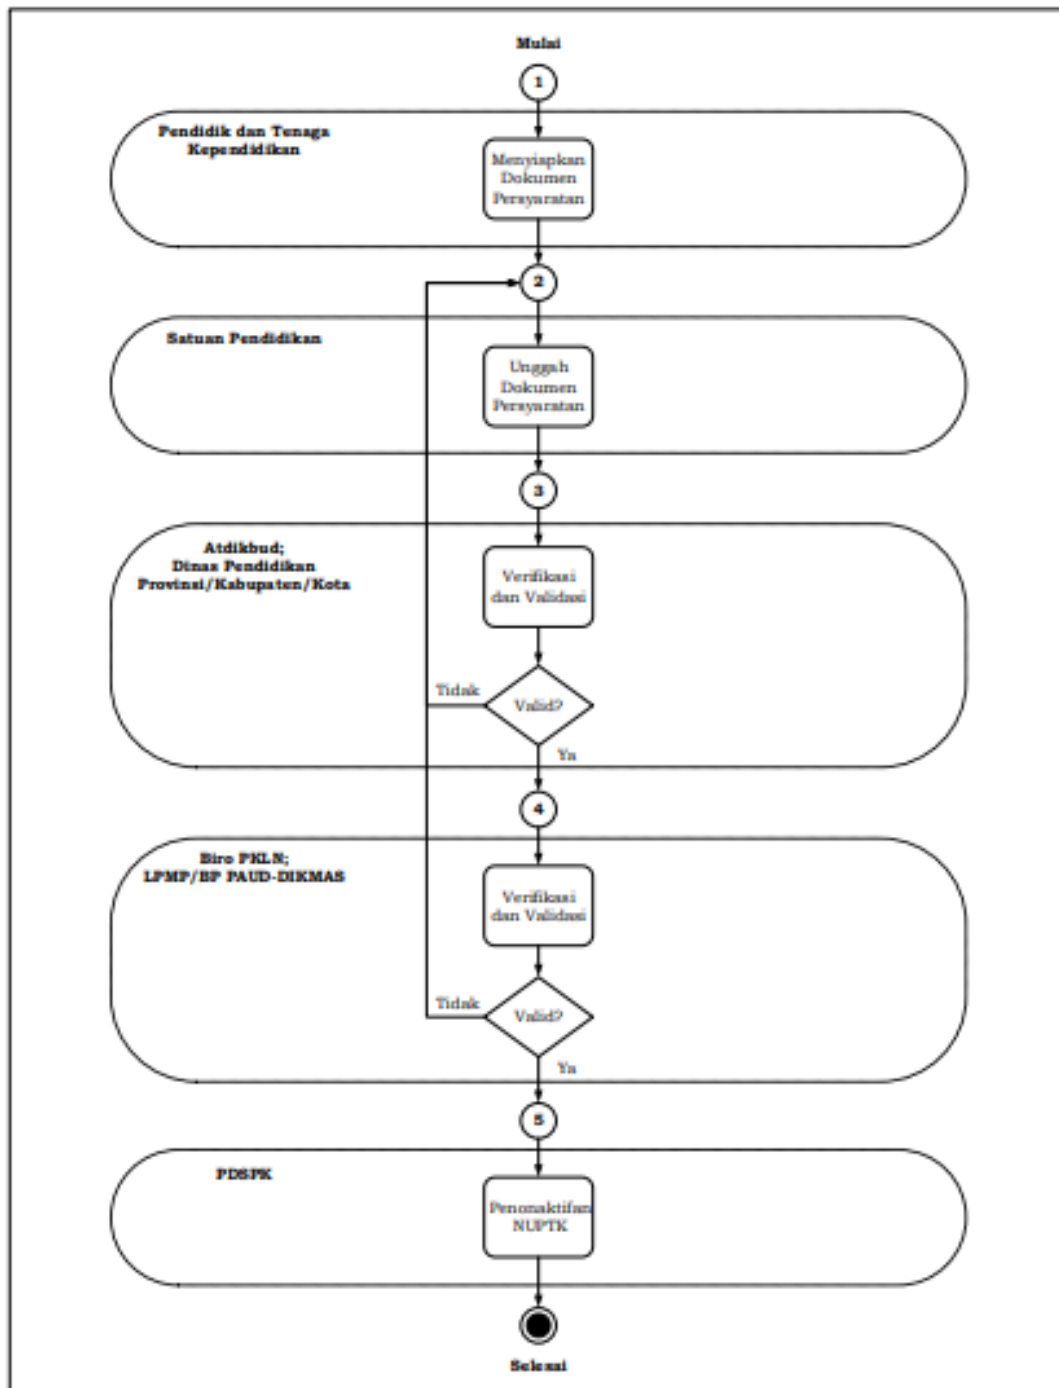 Mulai
1
Pendidik dan Tenaga
Kependidikan
Menyiapkan
Dokumen
Persyaratan
2
Satuan Pendidikan
Unggah
Dokumen
Persyaratan
3
Atdikbud;
Dinas Pendidikan
Provinsi/Kabupaten/Kota
Verifikasi
dan Validasi
Tidak
Valid?
Ya
4
Biro PKLN;
LPMP/BP PAUD-DIKMAS
Verifikasi
dan Validasi
Tidak
Valid?
Ya
5
PDSPK
Penonaktifan
NUPTK
Selesai